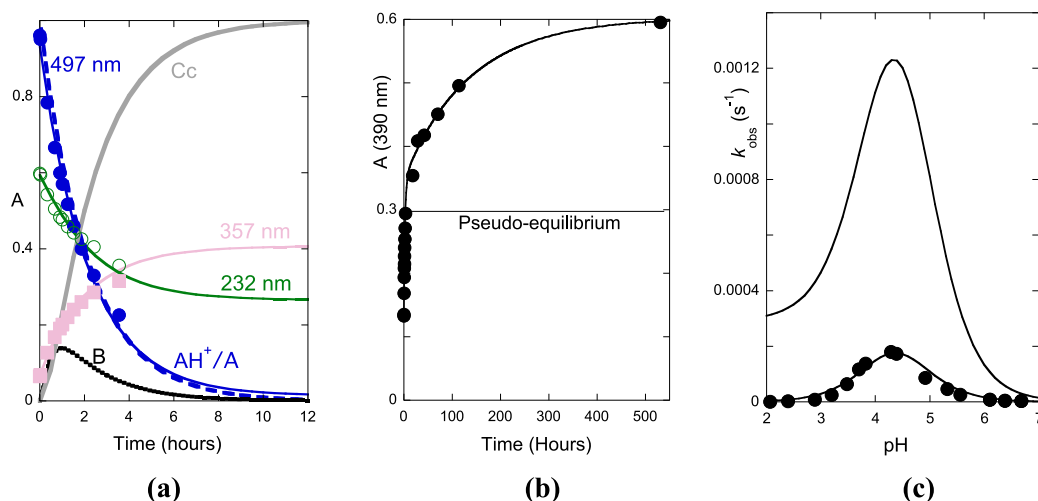 497 nm
Cc
0.8
A
0.4
357 nm
232 nm
B
AH⁺/A
0
0 2 4 6 8 10 12
Time (hours)
(a)
0.6
A (390 nm)
0.3
Pseudo-equilibrium
0
0 100 200 300 400 500
Time (Hours)
(b)
0.0012
k_obs (s⁻¹)
0.0008
0.0004
0
2 3 4 5 6 7
pH
(c)